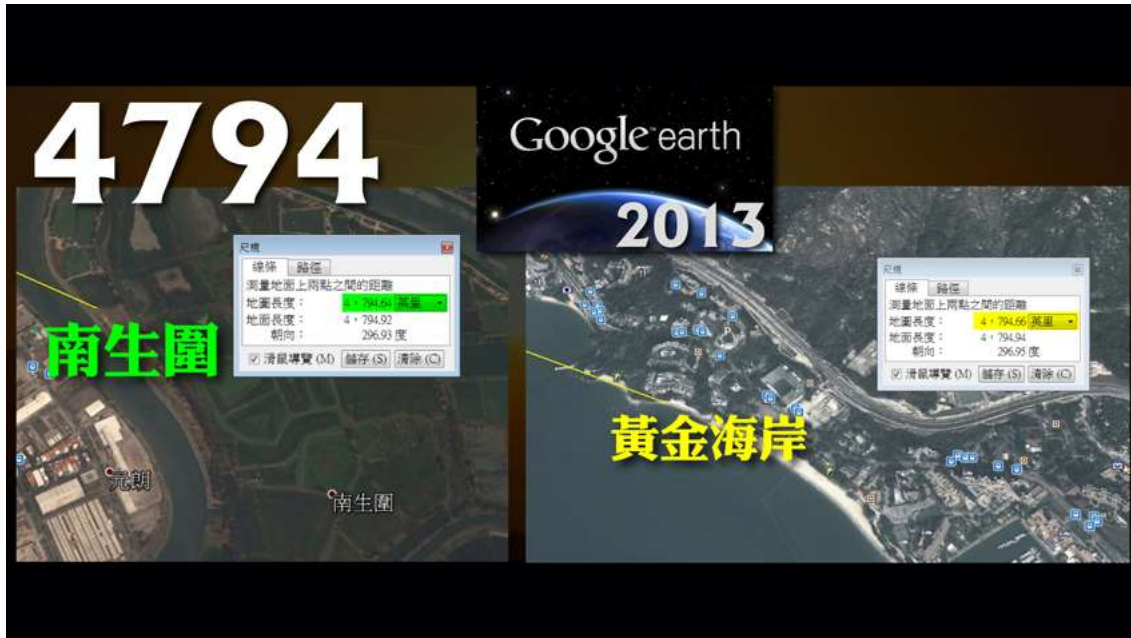 4794
Google earth
2013
尺規
線條 路徑
測量地面上兩點之間的距離
地圖長度： 4，794.64 英里
地面長度： 4，794.92
朝向： 296.93 度
滑鼠導覽 (M) 儲存 (S) 清除 (C)
南生圍
元朗
南生圍
尺規
線條 路徑
測量地面上兩點之間的距離
地圖長度： 4，794.66 英里
地面長度： 4，794.94
朝向： 296.95 度
滑鼠導覽 (M) 儲存 (S) 清除 (C)
黃金海岸